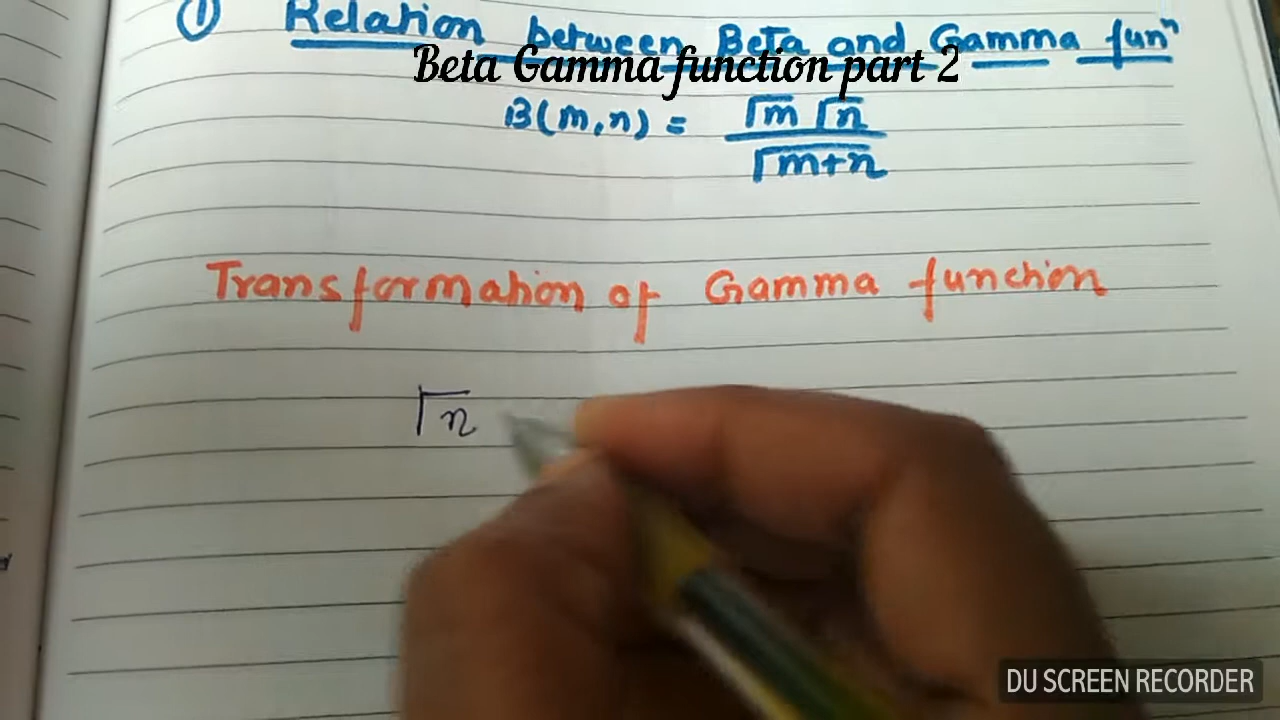 ① Relation between Beta and Gamma funⁿ
Beta Gamma function part 2
B(m,n) = Γm Γn / Γm+n
Transformation of Gamma function
Γn
DU SCREEN RECORDER